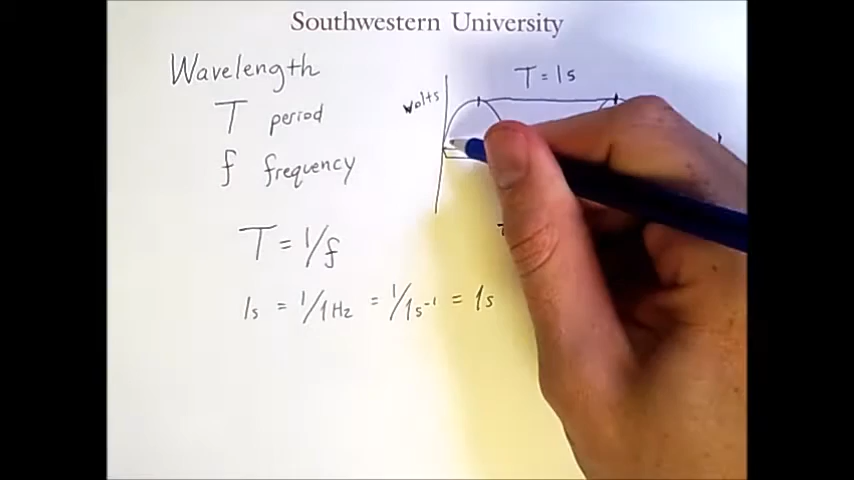 Southwestern University
Wavelength
T period
f frequency
T = 1/f
1s = 1/1Hz = 1/1s⁻¹ = 1s
Volts
T = 1s